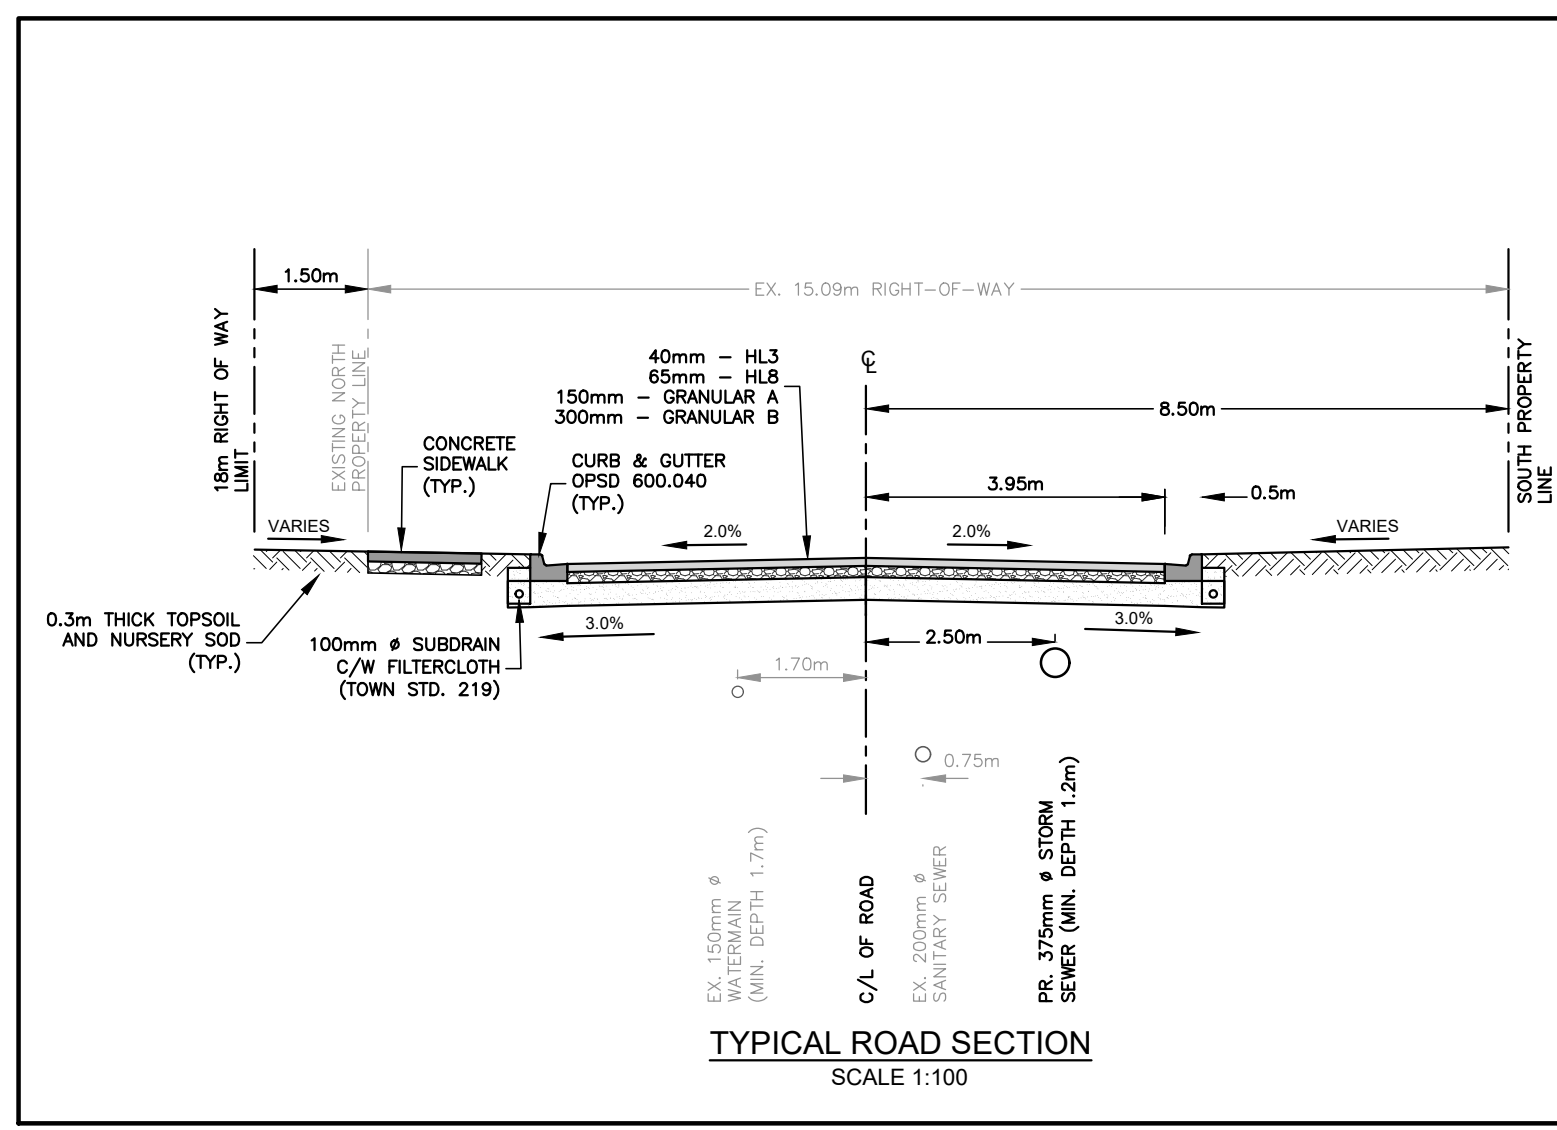 1.50m
EX. 15.09m RIGHT-OF-WAY
18m RIGHT OF WAY
LIMIT
EXISTING NORTH
PROPERTY LINE
40mm - HL3
65mm - HL8
150mm - GRANULAR A
300mm - GRANULAR B
℄
8.50m
SOUTH PROPERTY
LINE
CONCRETE
SIDEWALK
(TYP.)
CURB & GUTTER
OPSD 600.040
(TYP.)
3.95m
0.5m
VARIES
2.0%
2.0%
VARIES
0.3m THICK TOPSOIL
AND NURSERY SOD
(TYP.)
100mm ø SUBDRAIN
C/W FILTERCLOTH
(TOWN STD. 219)
3.0%
3.0%
2.50m
1.70m
0.75m
EX. 150mm ø
WATERMAIN
(MIN. DEPTH 1.7m)
C/L OF ROAD
EX. 200mm ø
SANITARY SEWER
PR. 375mm ø STORM
SEWER (MIN. DEPTH 1.2m)
TYPICAL ROAD SECTION
SCALE 1:100